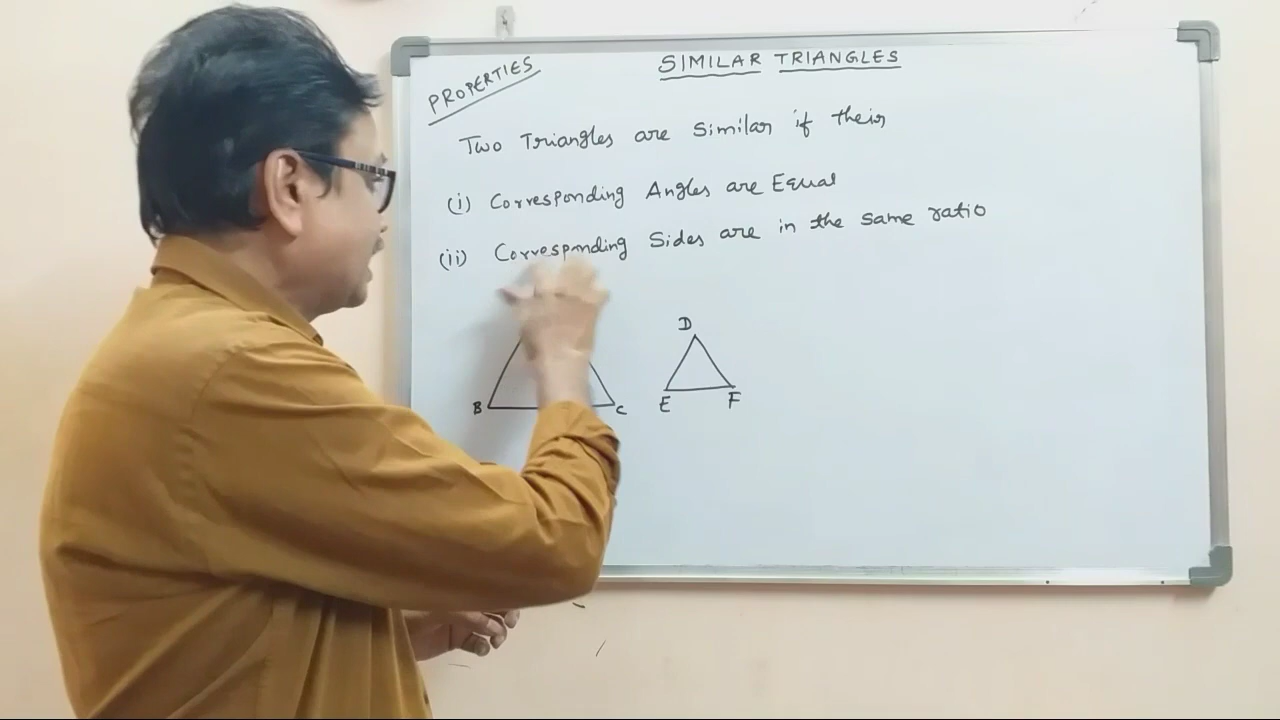 PROPERTIES
SIMILAR TRIANGLES
Two Triangles are Similar if their
(i) Corresponding Angles are Equal
(ii) Corresponding Sides are in the same ratio
D
B C E F